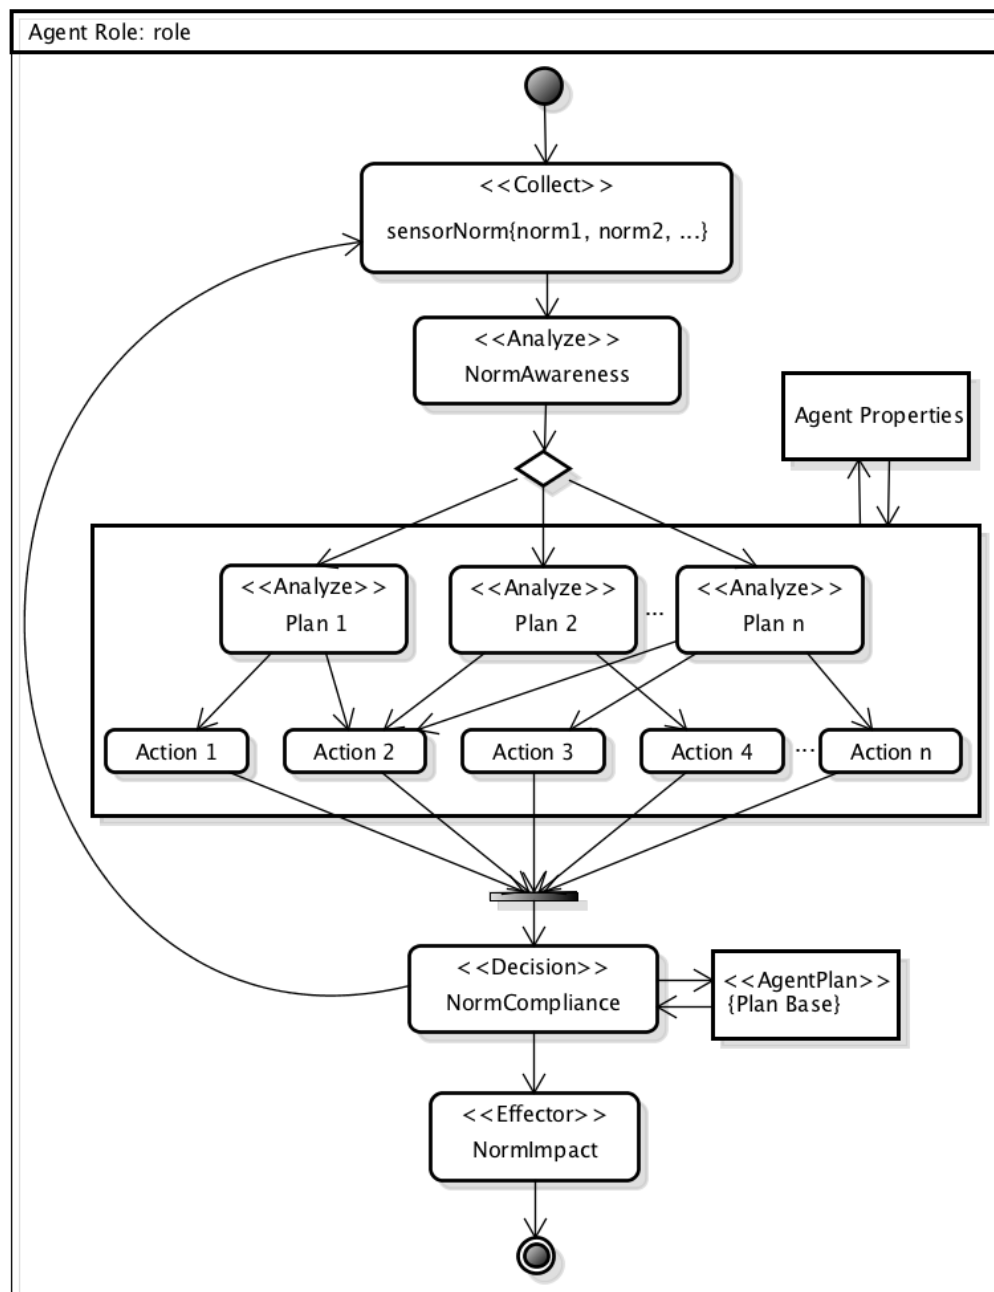 Agent Role: role
<<Collect>>
sensorNorm{norm1, norm2, ...}
<<Analyze>>
NormAwareness
Agent Properties
<<Analyze>>
Plan 1
<<Analyze>>
Plan 2
...
<<Analyze>>
Plan n
Action 1
Action 2
Action 3
Action 4
...
Action n
<<Decision>>
NormCompliance
<<AgentPlan>>
{Plan Base}
<<Effector>>
NormImpact